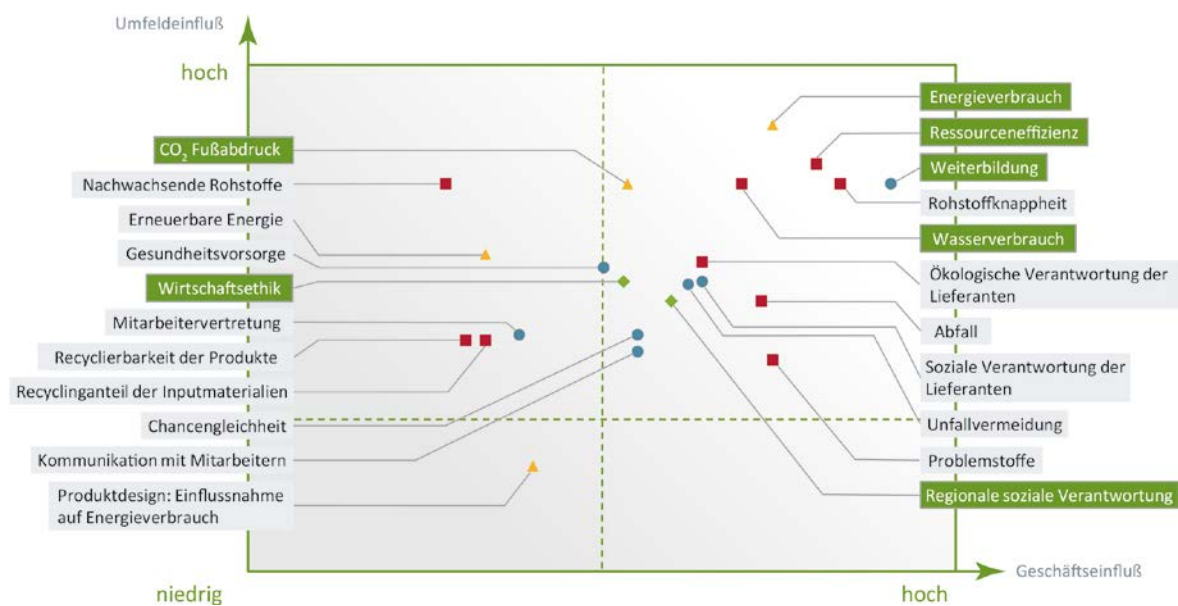 Umfeldeinfluß
hoch
CO₂ Fußabdruck
Nachwachsende Rohstoffe
Erneuerbare Energie
Gesundheitsvorsorge
Wirtschaftsethik
Mitarbeitervertretung
Recyclierbarkeit der Produkte
Recyclinganteil der Inputmaterialien
Chancengleichheit
Kommunikation mit Mitarbeitern
Produktdesign: Einflussnahme
auf Energieverbrauch
Energieverbrauch
Ressourceneffizienz
Weiterbildung
Rohstoffknappheit
Wasserverbrauch
Ökologische Verantwortung der
Lieferanten
Abfall
Soziale Verantwortung der
Lieferanten
Unfallvermeidung
Problemstoffe
Regionale soziale Verantwortung
Geschäftseinfluß
niedrig
hoch